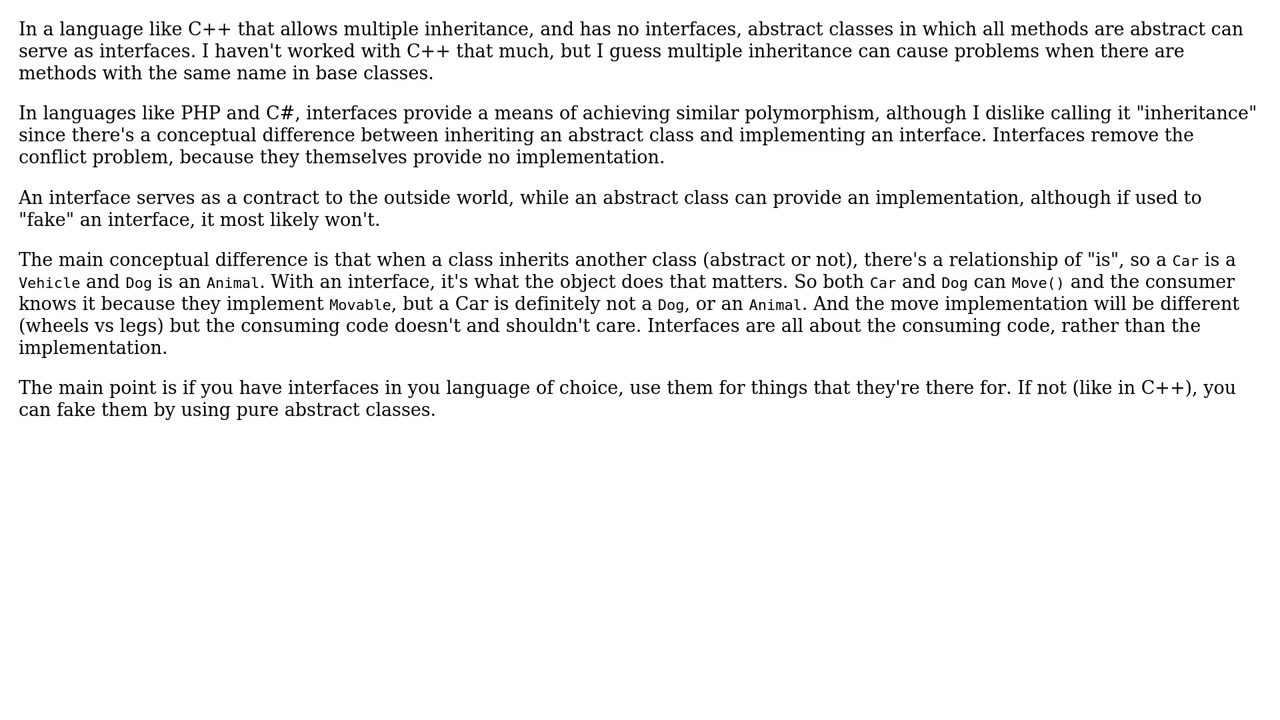 In a language like C++ that allows multiple inheritance, and has no interfaces, abstract classes in which all methods are abstract can
serve as interfaces. I haven't worked with C++ that much, but I guess multiple inheritance can cause problems when there are
methods with the same name in base classes.
In languages like PHP and C#, interfaces provide a means of achieving similar polymorphism, although I dislike calling it "inheritance"
since there's a conceptual difference between inheriting an abstract class and implementing an interface. Interfaces remove the
conflict problem, because they themselves provide no implementation.
An interface serves as a contract to the outside world, while an abstract class can provide an implementation, although if used to
"fake" an interface, it most likely won't.
The main conceptual difference is that when a class inherits another class (abstract or not), there's a relationship of "is", so a Car is a
Vehicle and Dog is an Animal. With an interface, it's what the object does that matters. So both Car and Dog can Move() and the consumer
knows it because they implement Movable, but a Car is definitely not a Dog, or an Animal. And the move implementation will be different
(wheels vs legs) but the consuming code doesn't and shouldn't care. Interfaces are all about the consuming code, rather than the
implementation.
The main point is if you have interfaces in you language of choice, use them for things that they're there for. If not (like in C++), you
can fake them by using pure abstract classes.